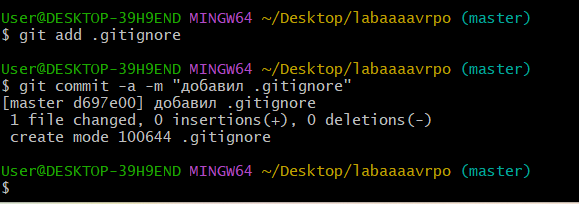 User@DESKTOP-39H9END MINGW64 ~/Desktop/labaaaavrpo (master)
$ git add .gitignore
User@DESKTOP-39H9END MINGW64 ~/Desktop/labaaaavrpo (master)
$ git commit -a -m "добавил .gitignore"
[master d697e00] добавил .gitignore
 1 file changed, 0 insertions(+), 0 deletions(-)
 create mode 100644 .gitignore
User@DESKTOP-39H9END MINGW64 ~/Desktop/labaaaavrpo (master)
$